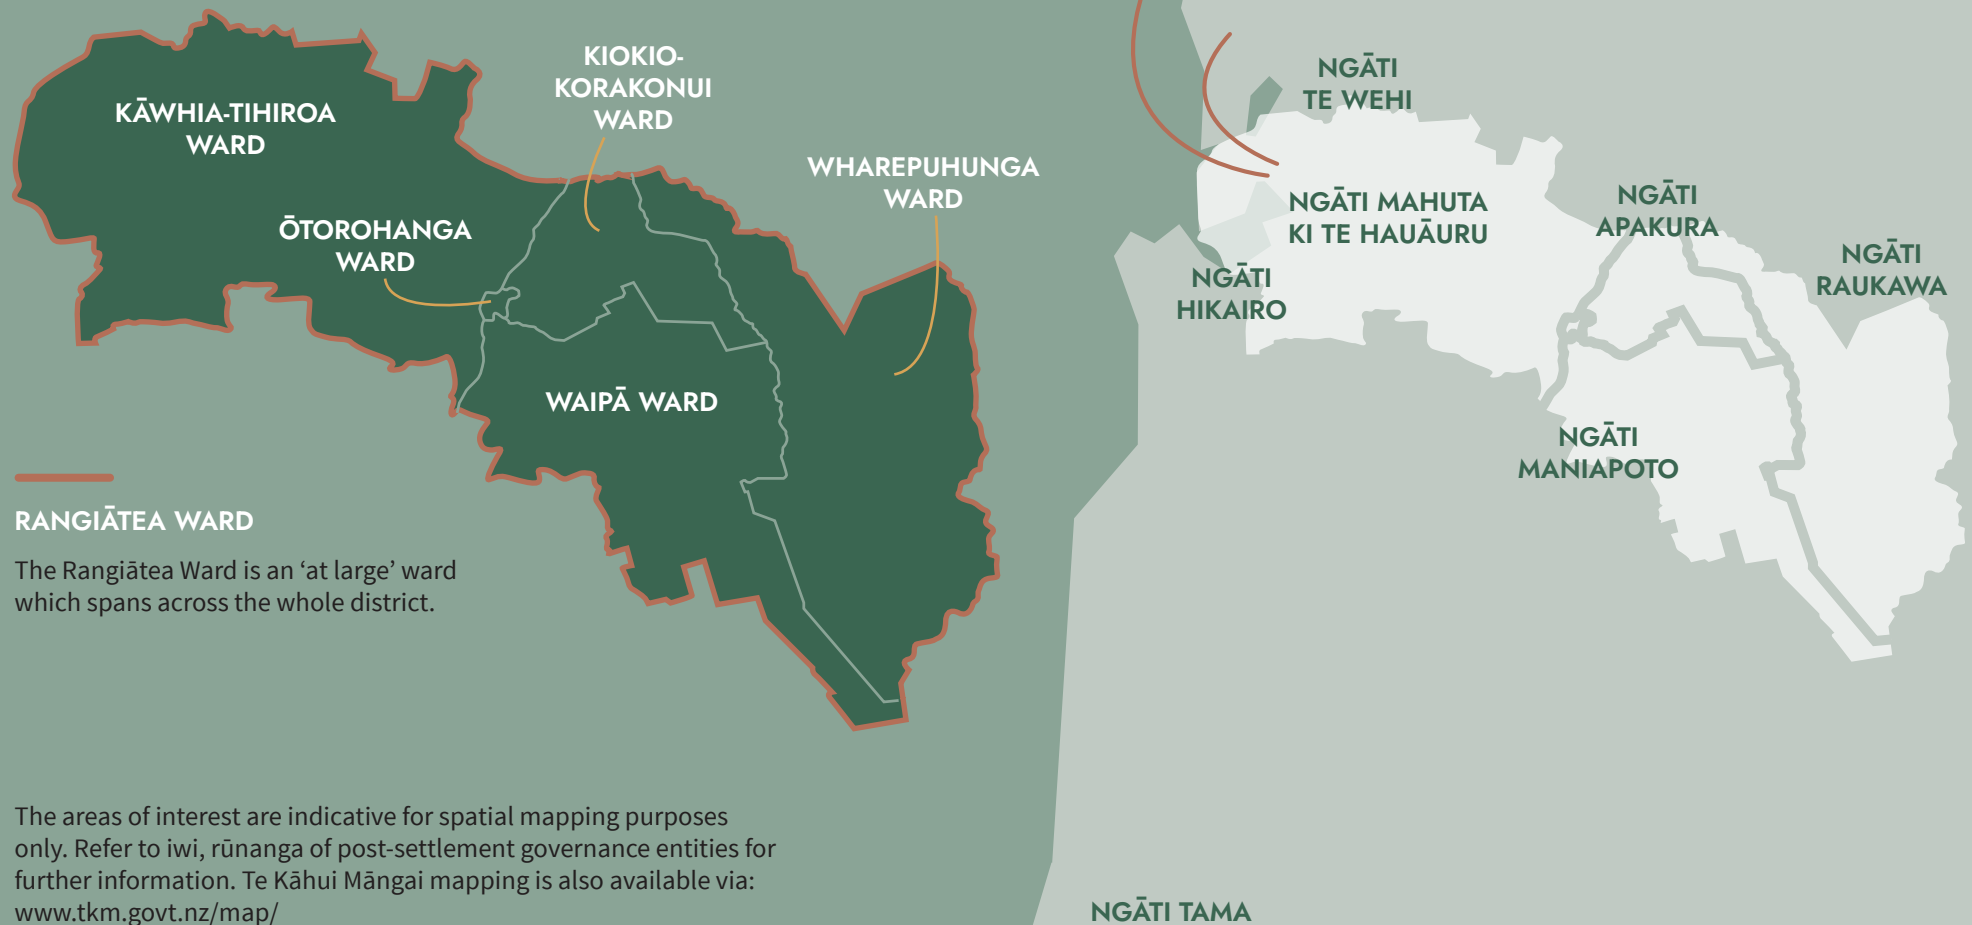 KĀWHIA-TIHIROA
WARD
KIOKIO-
KORAKONUI
WARD
WHAREPUHUNGA
WARD
ŌTOROHANGA
WARD
WAIPĀ WARD
RANGIĀTEA WARD
The Rangiātea Ward is an ‘at large’ ward
which spans across the whole district.
The areas of interest are indicative for spatial mapping purposes
only. Refer to iwi, rūnanga of post-settlement governance entities for
further information. Te Kāhui Māngai mapping is also available via:
www.tkm.govt.nz/map/
NGĀTI
TE WEHI
NGĀTI MAHUTA
KI TE HAUĀURU
NGĀTI
APAKURA
NGĀTI
RAUKAWA
NGĀTI
HIKAIRO
NGĀTI
MANIAPOTO
NGĀTI TAMA